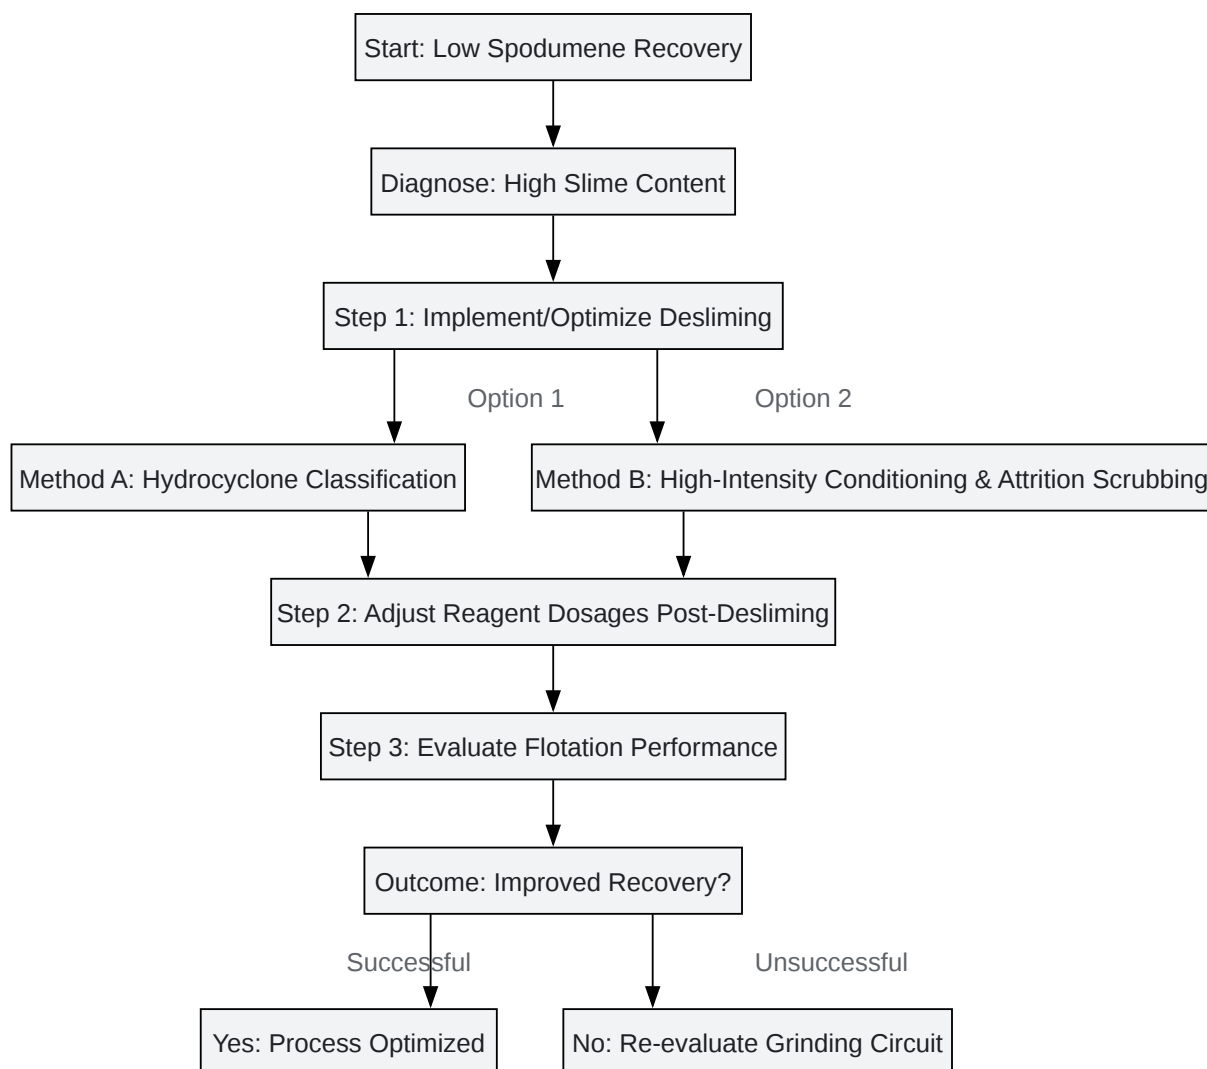 Start: Low Spodumene Recovery
Diagnose: High Slime Content
Step 1: Implement/Optimize Desliming
Option 1
Option 2
Method A: Hydrocyclone Classification
Method B: High-Intensity Conditioning & Attrition Scrubbing
Step 2: Adjust Reagent Dosages Post-Desliming
Step 3: Evaluate Flotation Performance
Outcome: Improved Recovery?
Successful
Unsuccessful
Yes: Process Optimized
No: Re-evaluate Grinding Circuit